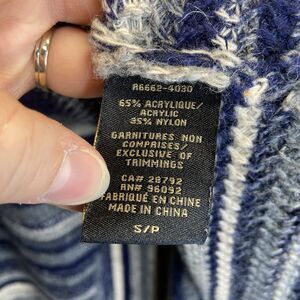 R6662-4030
65% ACRYLIQUE/
ACRYLIC
35% NYLON
GARNITURES NON
COMPRISES/
EXCLUSIVE OF
TRIMMINGS
CA# 28792
RN# 96092
FABRIQUÉ EN CHINE
MADE IN CHINA
S/P